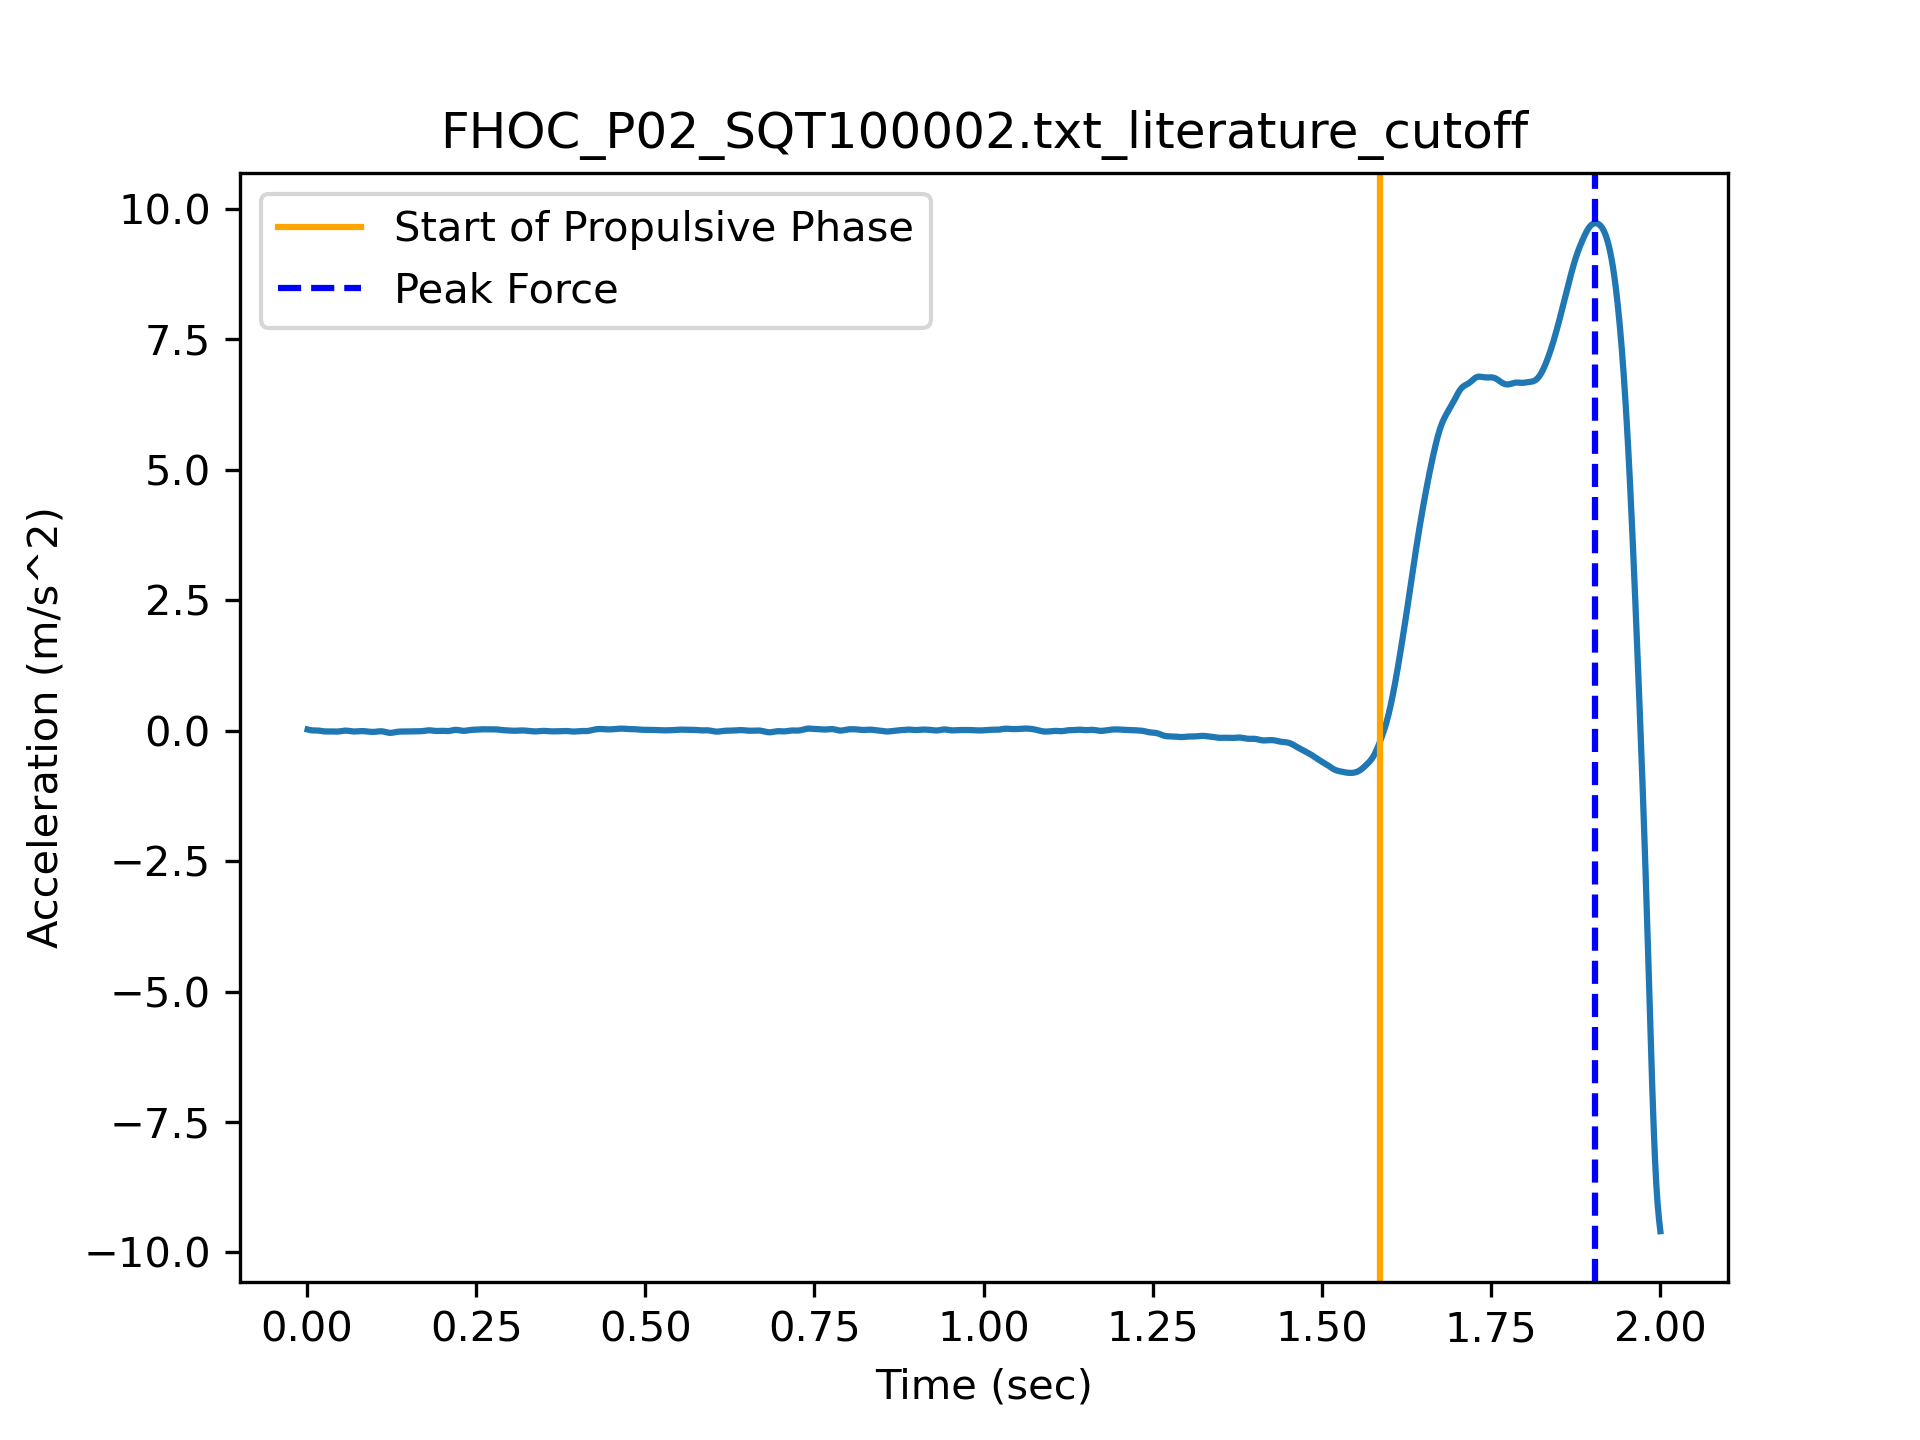 FHOC_P02_SQT100002.txt_literature_cutoff
Start of Propulsive Phase
Peak Force
10.0
7.5
5.0
2.5
0.0
−2.5
−5.0
−7.5
−10.0
Acceleration (m/s^2)
0.00 0.25 0.50 0.75 1.00 1.25 1.50 1.75 2.00
Time (sec)